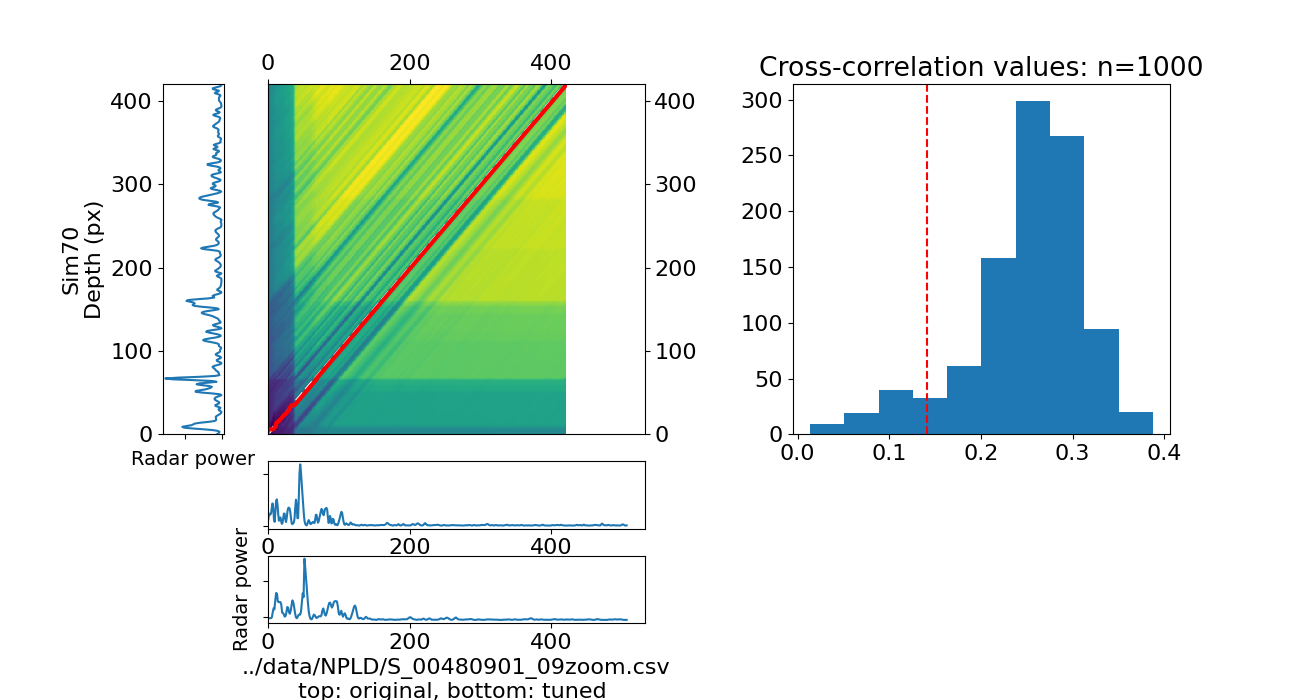 Cross-correlation values: n=1000
0 200 400
400 300 200 100 0
Sim70
Depth (px)
400 300 200 100 0
Radar power
300 250 200 150 100 50 0
0.0 0.1 0.2 0.3 0.4
0 200 400
Radar power
0 200 400
../data/NPLD/S_00480901_09zoom.csv
top: original, bottom: tuned